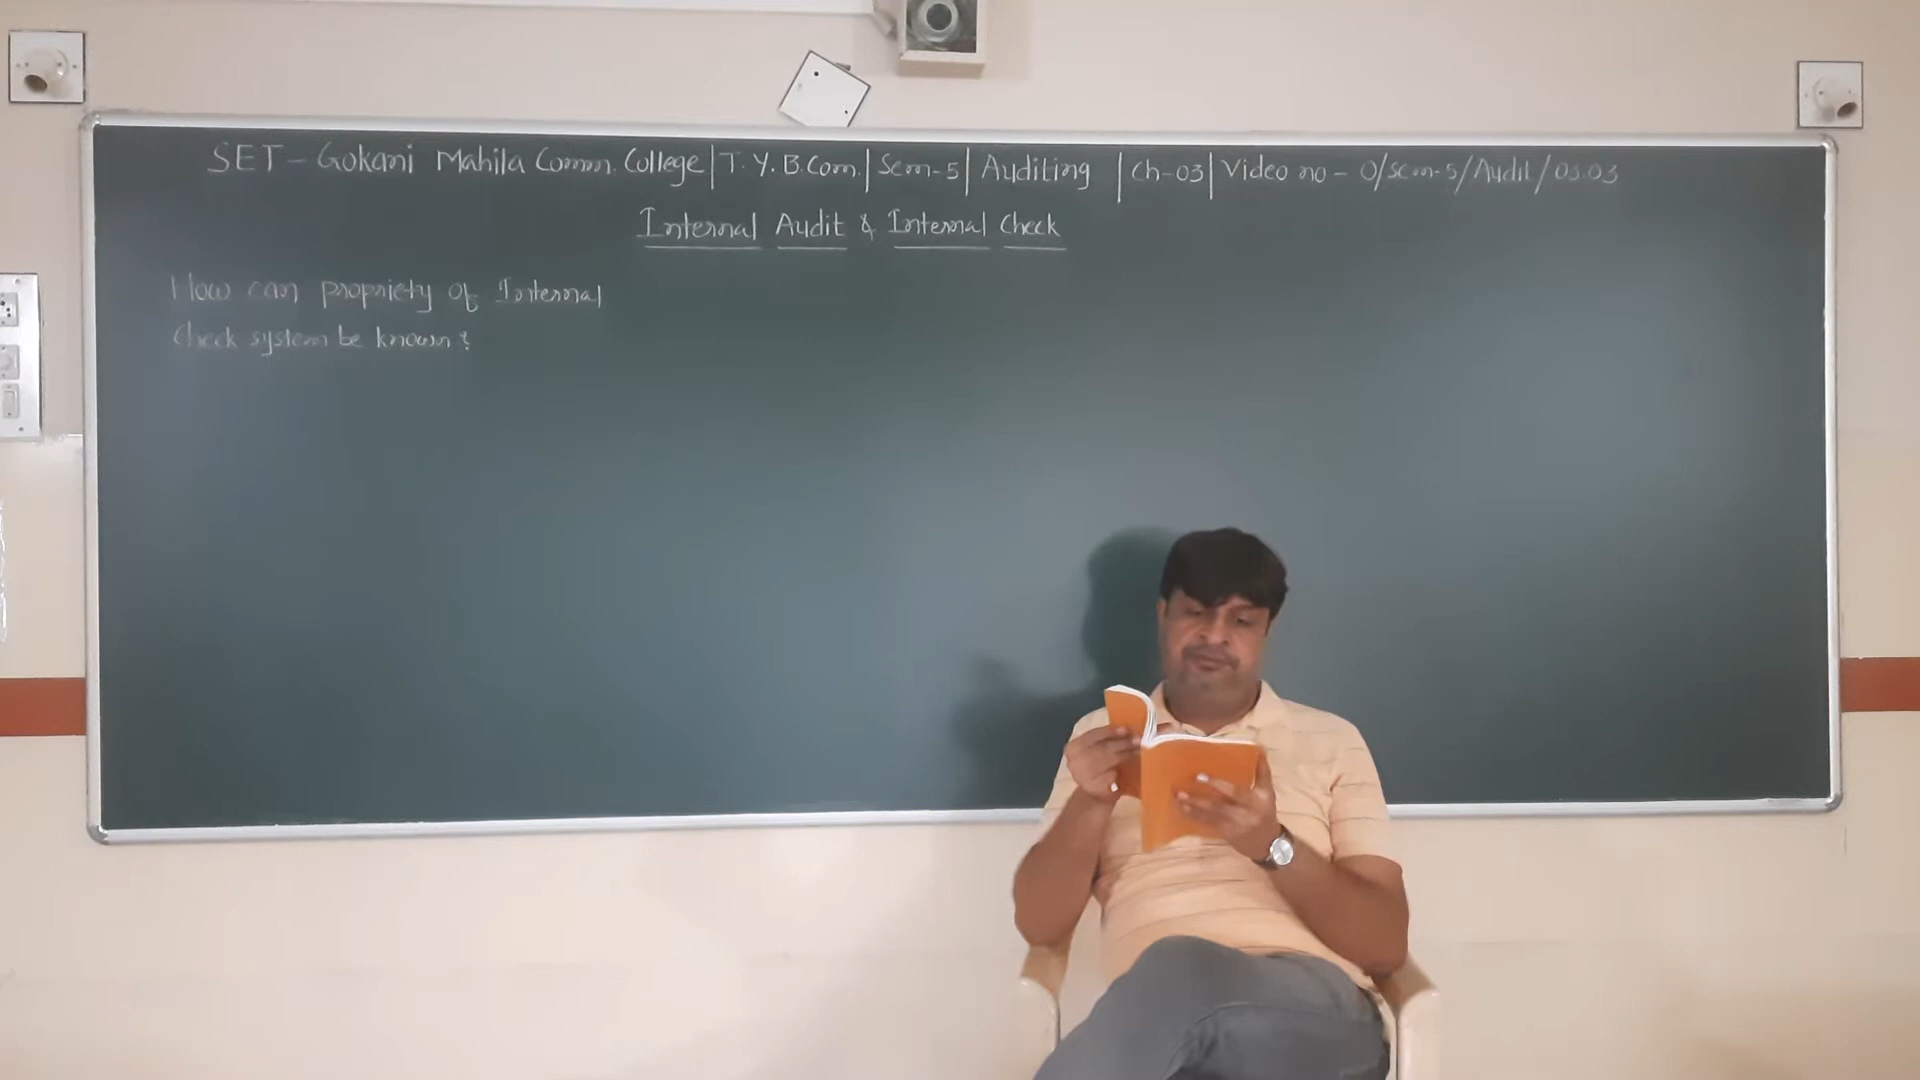 SET - Gokani Mahila Comm. College | T.Y.B.Com. | Sem-5 | Auditing | Ch-03 | Video no - 0/Sem-5/Audit/03.03
Internal Audit & Internal Check
How can propriety of Internal
Check system be known?